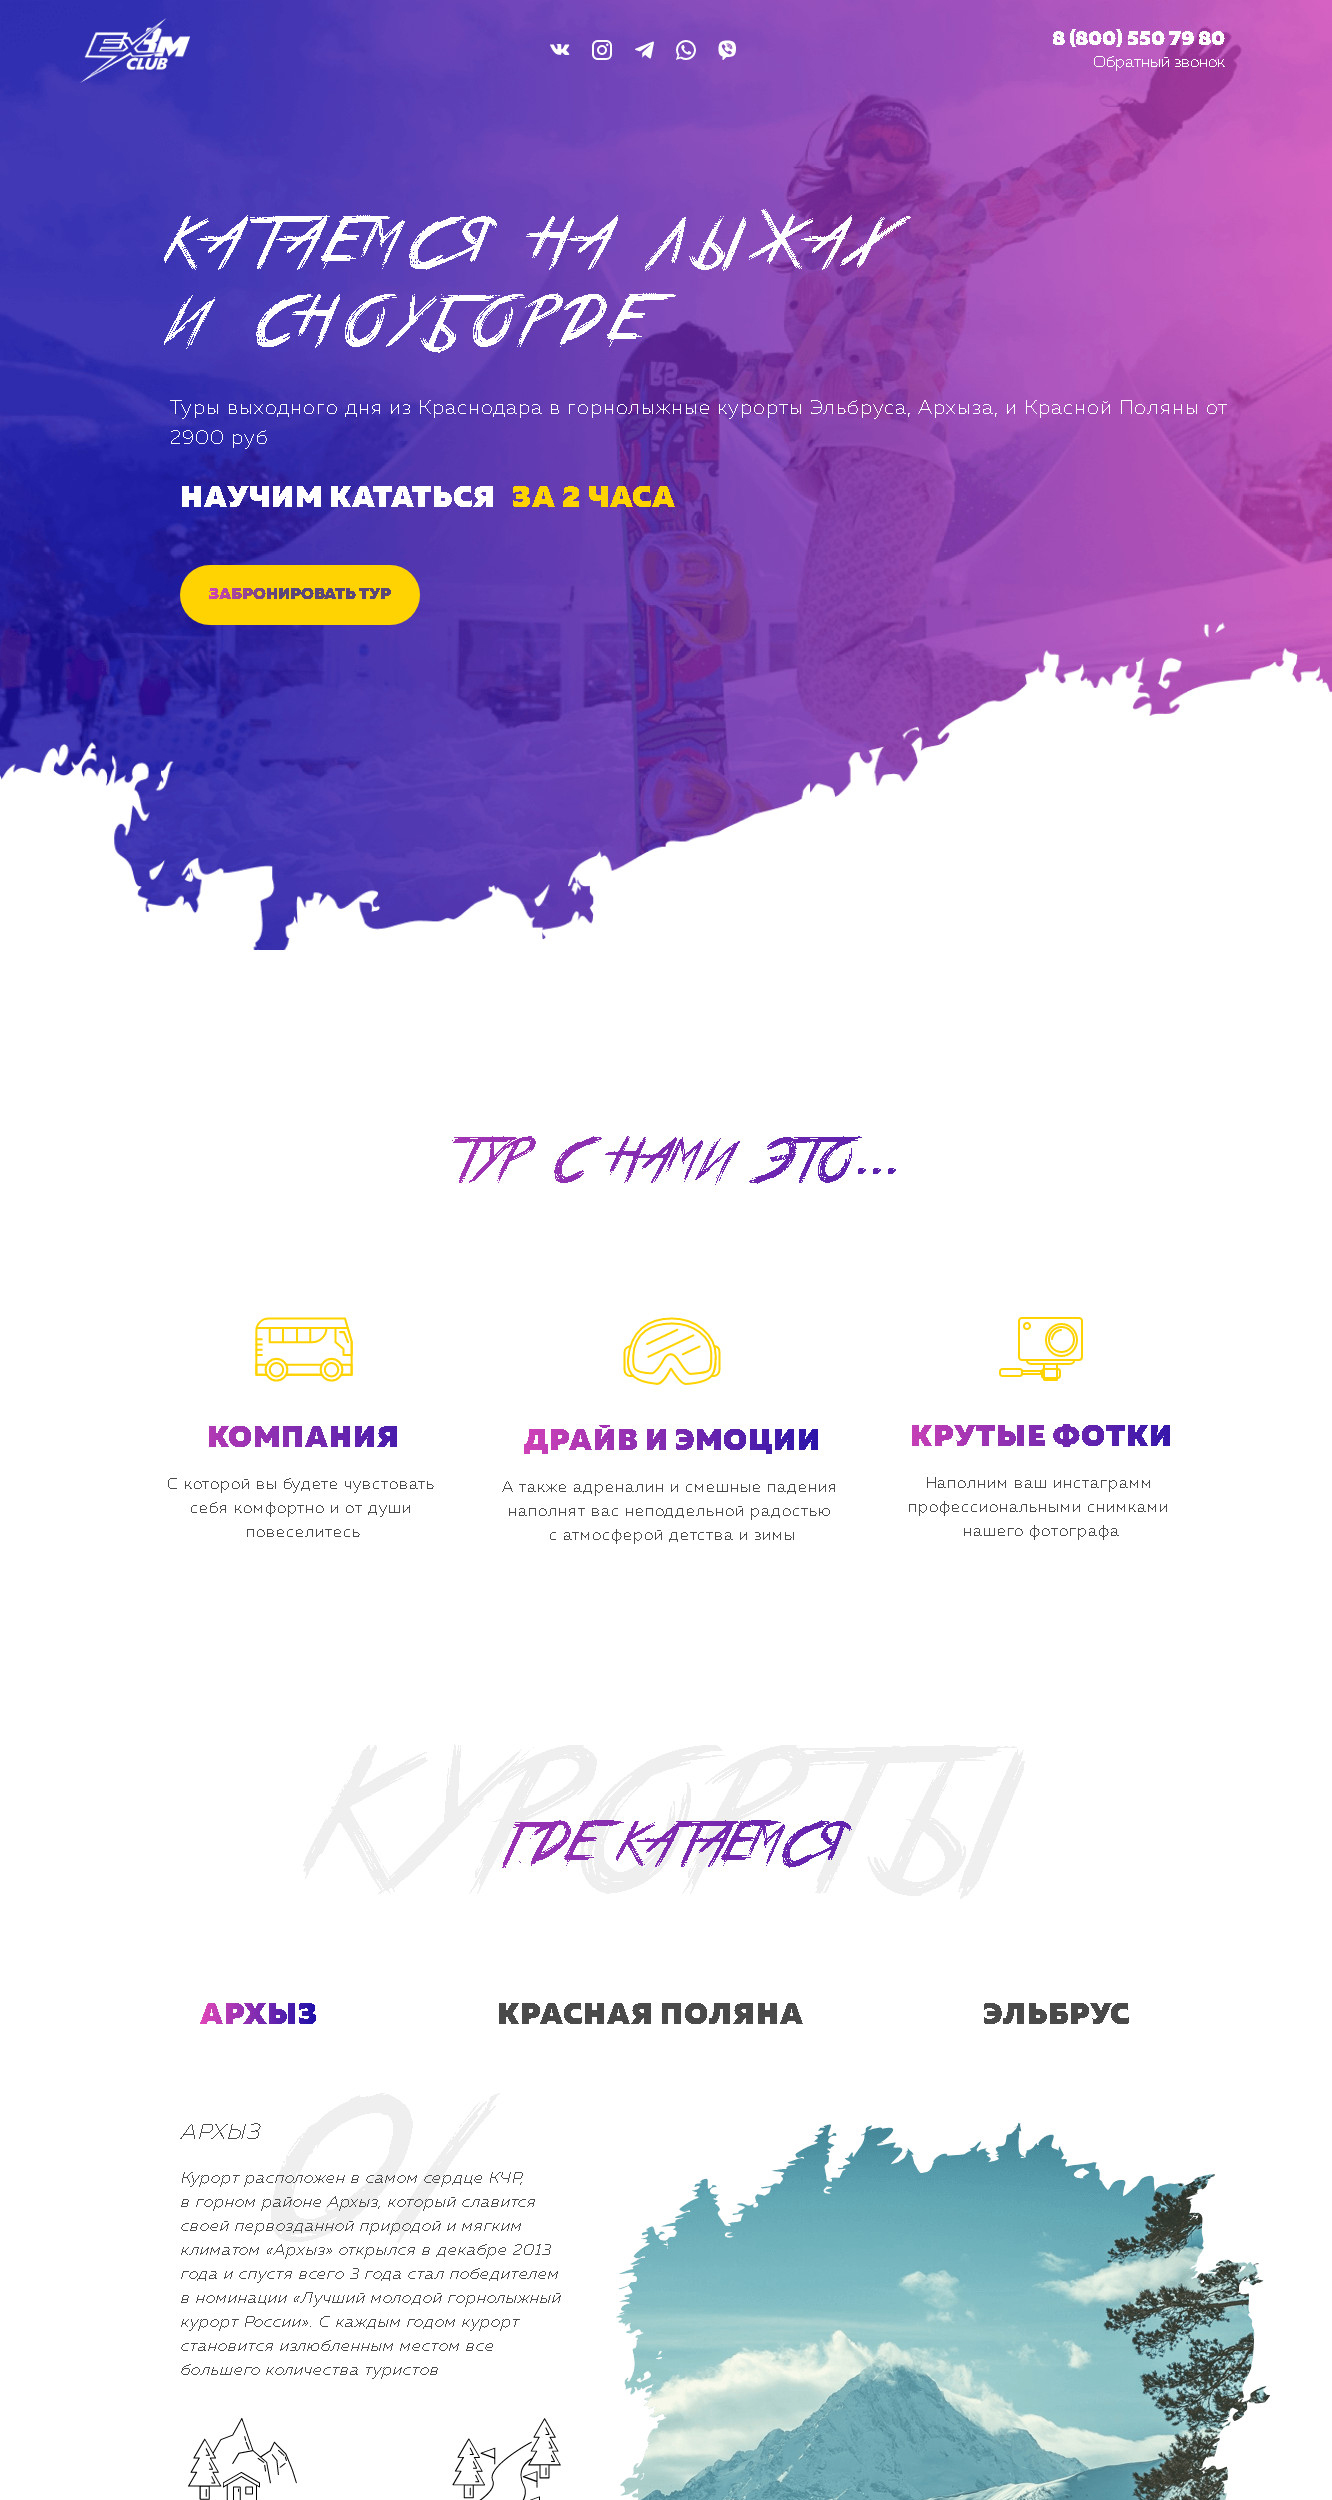 EXЫM
CLUB
8 (800) 550 79 80
Обратный звонок
КАТАЕМСЯ НА ЛЫЖАХ
И СНОУБОРДЕ
Туры выходного дня из Краснодара в горнолыжные курорты Эльбруса, Архыза, и Красной Поляны от
2900 руб
НАУЧИМ КАТАТЬСЯ ЗА 2 ЧАСА
ЗАБРОНИРОВАТЬ ТУР
ТУР С НАМИ ЭТО...
КОМПАНИЯ
С которой вы будете чувстовать
себя комфортно и от души
повеселитесь
ДРАЙВ И ЭМОЦИИ
А также адреналин и смешные падения
наполнят вас неподдельной радостью
с атмосферой детства и зимы
КРУТЫЕ ФОТКИ
Наполним ваш инстаграмм
профессиональными снимками
нашего фотографа
КУРОРТЫ
ГДЕ КАТАЕМСЯ
АРХЫЗ
КРАСНАЯ ПОЛЯНА
ЭЛЬБРУС
01
АРХЫЗ
Курорт расположен в самом сердце КЧР,
в горном районе Архыз, который славится
своей первозданной природой и мягким
климатом «Архыз» открылся в декабре 2013
года и спустя всего 3 года стал победителем
в номинации «Лучший молодой горнолыжный
курорт России». С каждым годом курорт
становится излюбленным местом все
большего количества туристов